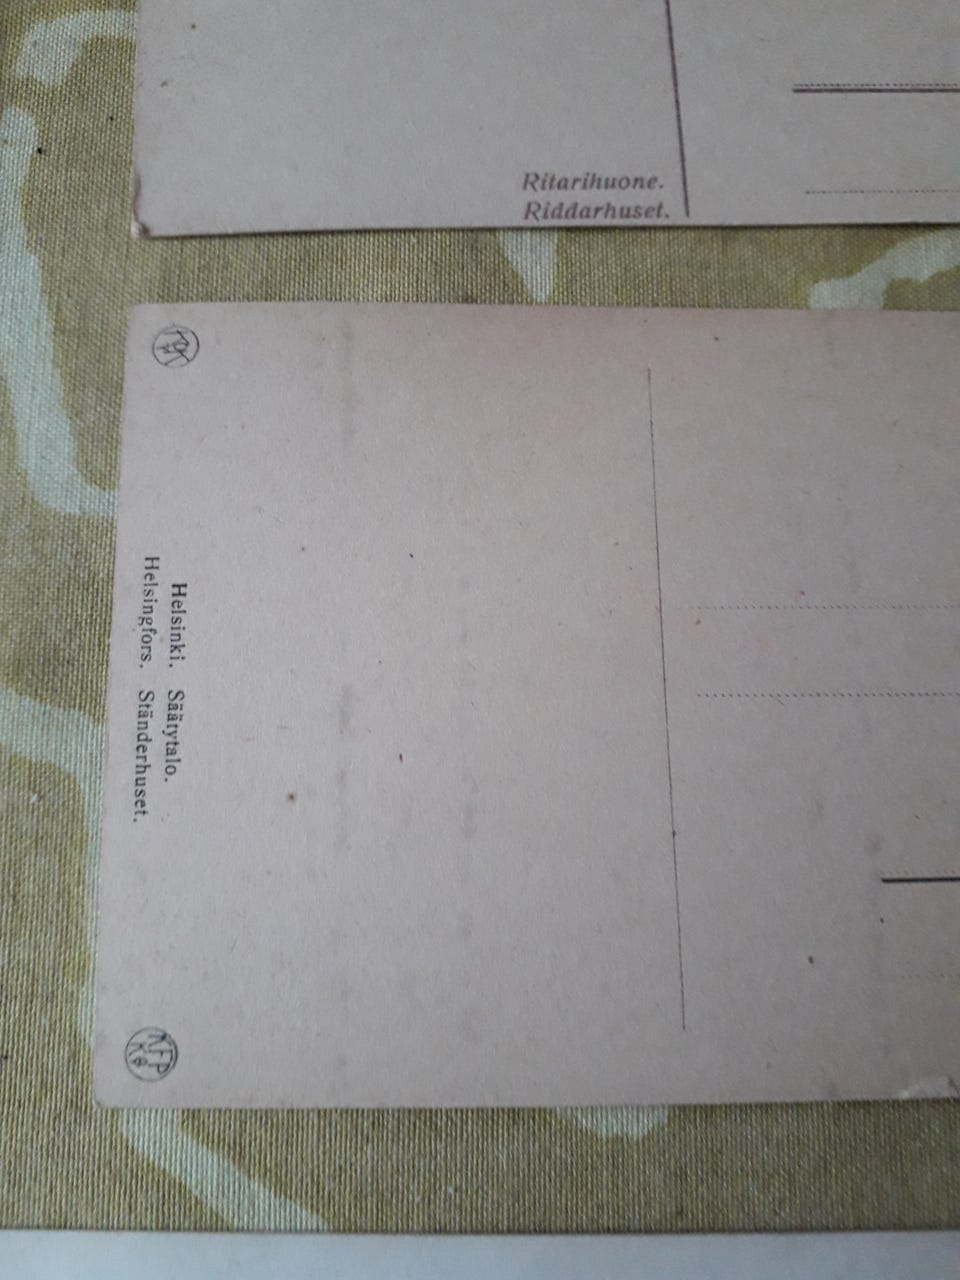 Ritarihuone.
Riddarhuset.
Helsinki. Säätytalo.
Helsingfors. Ständerhuset.